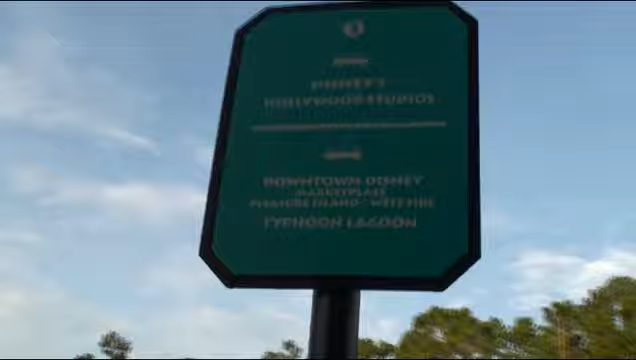 DISNEY'S
HOLLYWOOD STUDIOS
DOWNTOWN DISNEY
MARKETPLACE
PLEASURE ISLAND · WEST SIDE
TYPHOON LAGOON